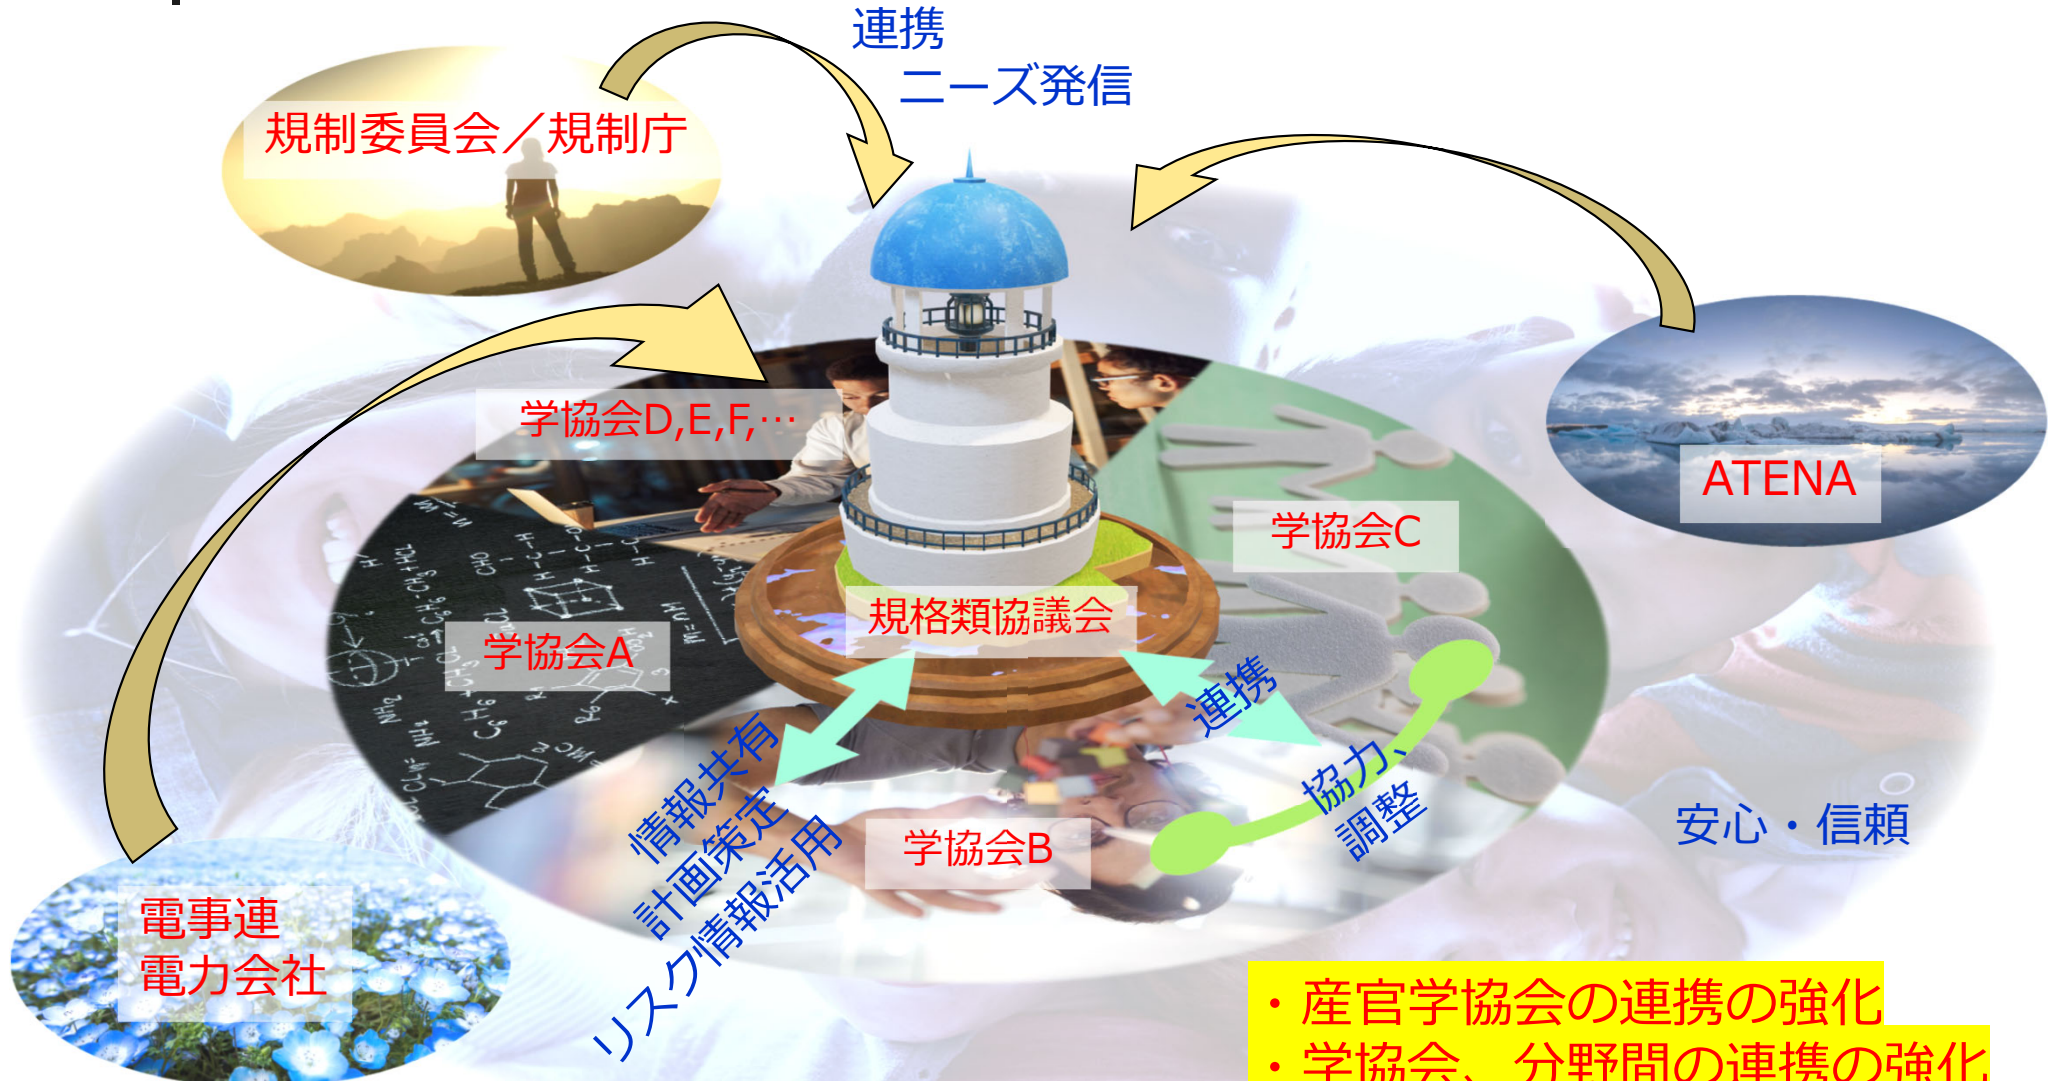 連携
ニーズ発信
規制委員会／規制庁
学協会D,E,F,…
ATENA
学協会C
規格類協議会
学協会A
連携
情報共有
計画策定
リスク情報活用
協力、
調整
学協会B
安心・信頼
電事連
電力会社
・産官学協会の連携の強化
・学協会、分野間の連携の強化